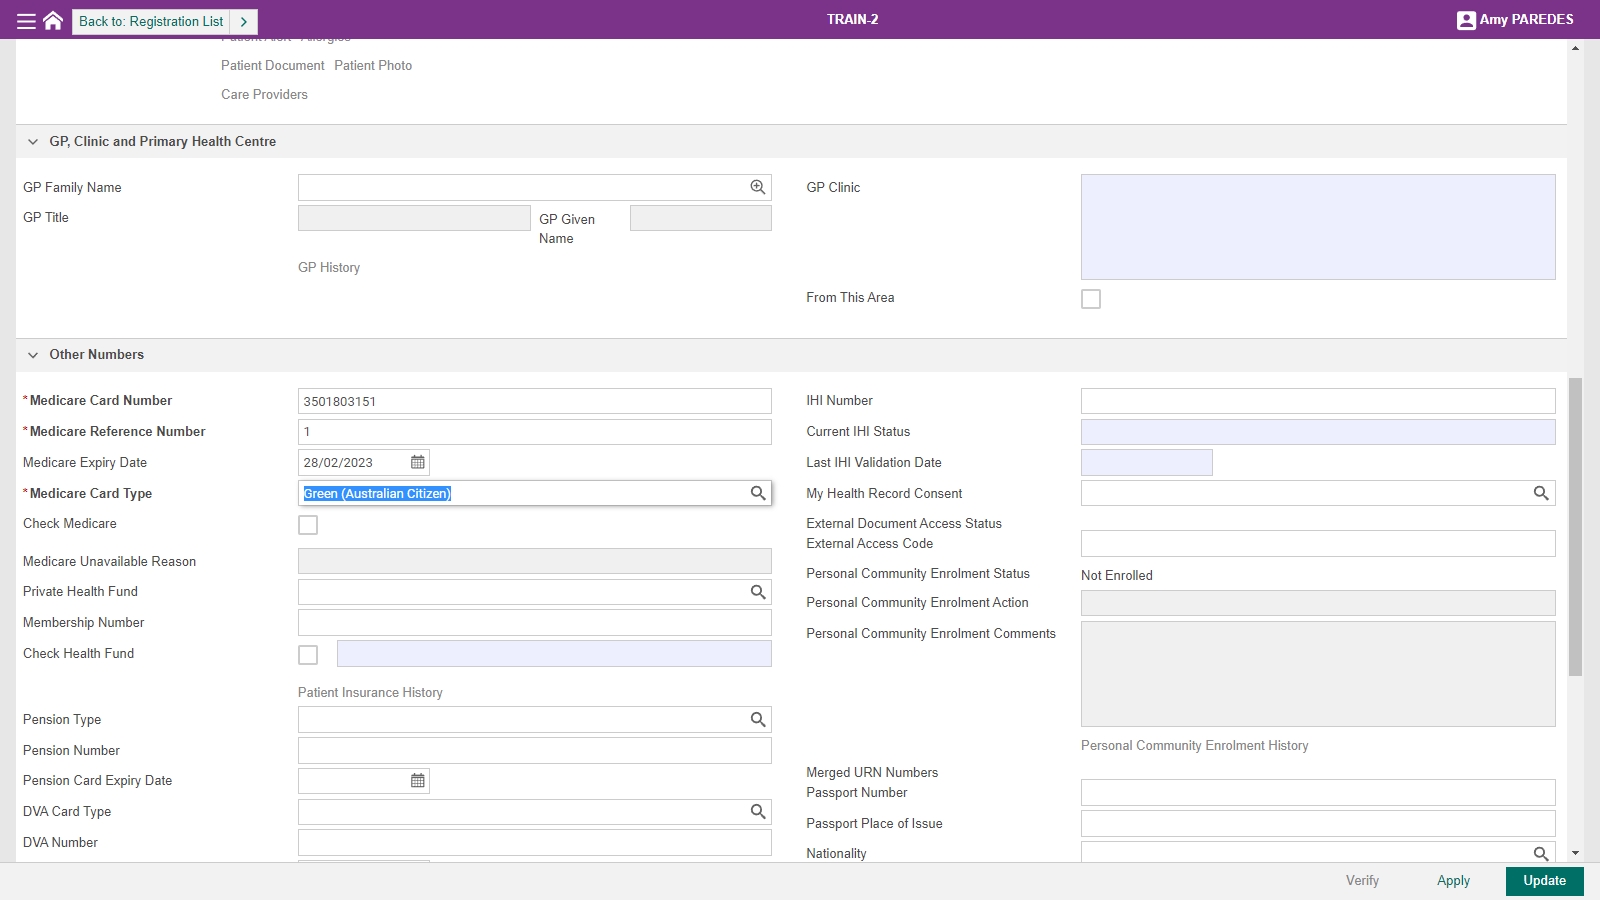 Back to: Registration List
TRAIN-2
Amy PAREDES
Patient Alert Allergies
Patient Document Patient Photo
Care Providers
GP, Clinic and Primary Health Centre
GP Family Name
GP Title
GP Given
Name
GP History
GP Clinic
From This Area
Other Numbers
*Medicare Card Number 3501803151
*Medicare Reference Number 1
Medicare Expiry Date 28/02/2023
*Medicare Card Type Green (Australian Citizen)
Check Medicare
Medicare Unavailable Reason
Private Health Fund
Membership Number
Check Health Fund
Patient Insurance History
Pension Type
Pension Number
Pension Card Expiry Date
DVA Card Type
DVA Number
IHI Number
Current IHI Status
Last IHI Validation Date
My Health Record Consent
External Document Access Status
External Access Code
Personal Community Enrolment Status Not Enrolled
Personal Community Enrolment Action
Personal Community Enrolment Comments
Personal Community Enrolment History
Merged URN Numbers
Passport Number
Passport Place of Issue
Nationality
Verify
Apply
Update